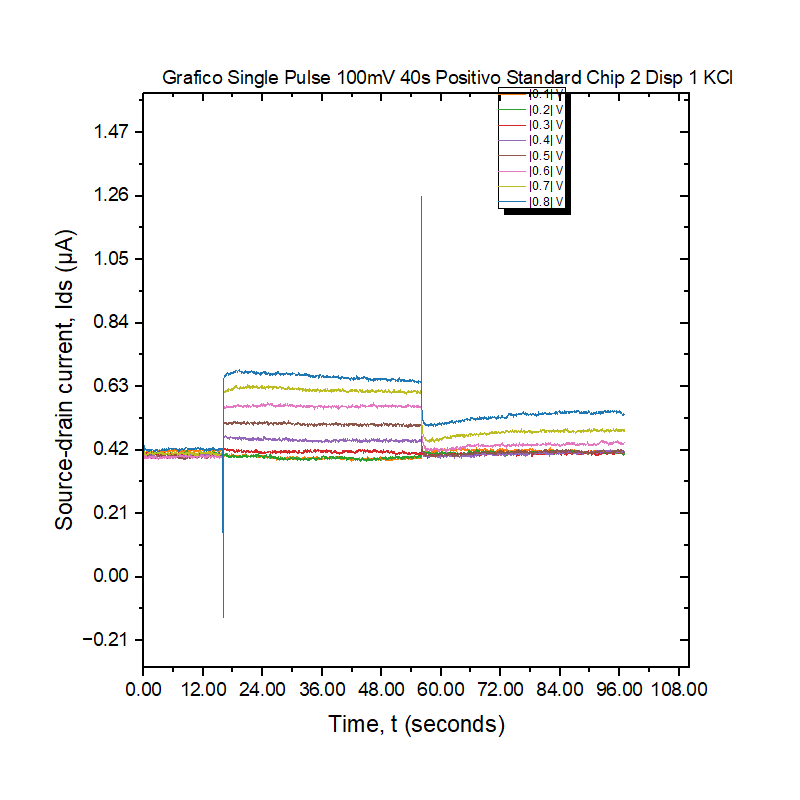 Grafico Single Pulse 100mV 40s Positivo Standard Chip 2 Disp 1 KCl
|0.1| V
|0.2| V
|0.3| V
|0.4| V
|0.5| V
|0.6| V
|0.7| V
|0.8| V
1.47
1.26
1.05
0.84
0.63
0.42
0.21
0.00
−0.21
Source-drain current, Ids (µA)
0.00 12.00 24.00 36.00 48.00 60.00 72.00 84.00 96.00 108.00
Time, t (seconds)